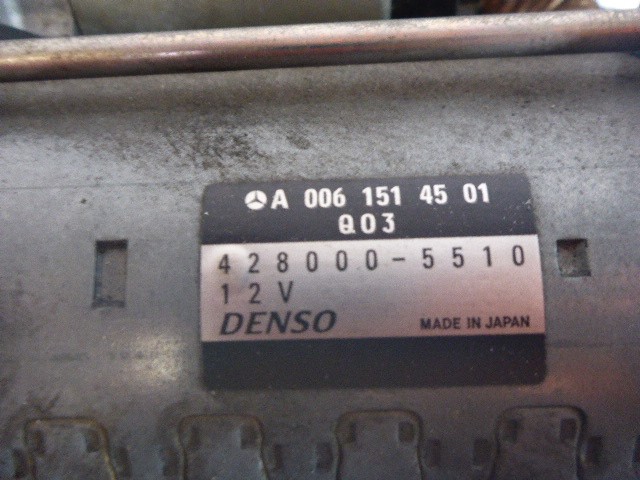 A 006 151 45 01
Q03
428000-5510
12V
DENSO
MADE IN JAPAN